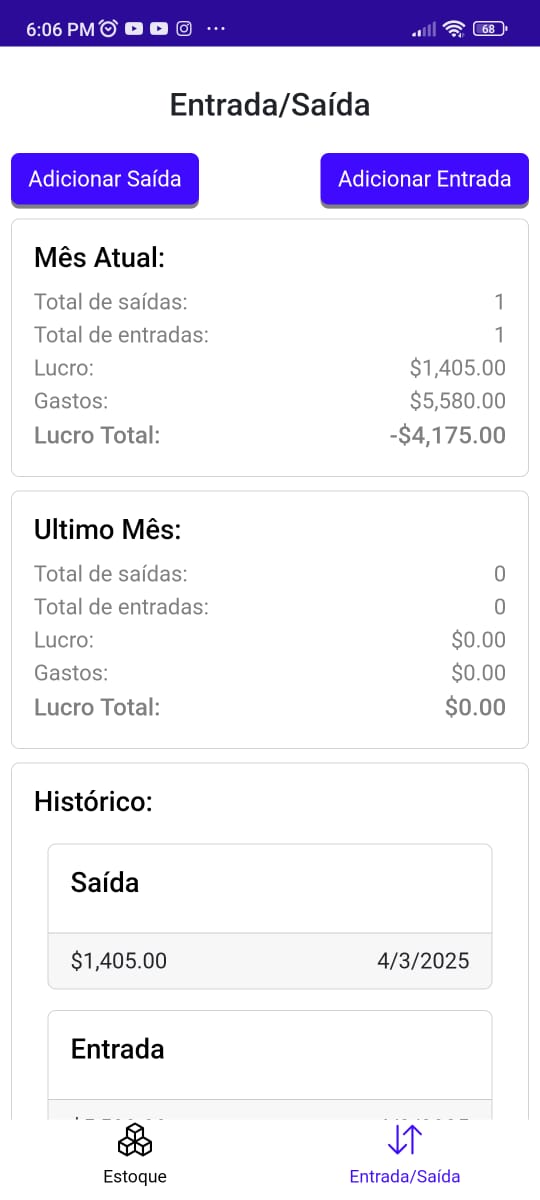 6:06 PM
68
Entrada/Saída
Adicionar Saída Adicionar Entrada
Mês Atual:
Total de saídas: 1
Total de entradas: 1
Lucro: $1,405.00
Gastos: $5,580.00
Lucro Total: -$4,175.00
Ultimo Mês:
Total de saídas: 0
Total de entradas: 0
Lucro: $0.00
Gastos: $0.00
Lucro Total: $0.00
Histórico:
Saída
$1,405.00 4/3/2025
Entrada
Estoque Entrada/Saída